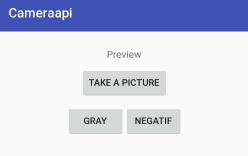 Cameraapi
Preview
TAKE A PICTURE
GRAY
NEGATIF